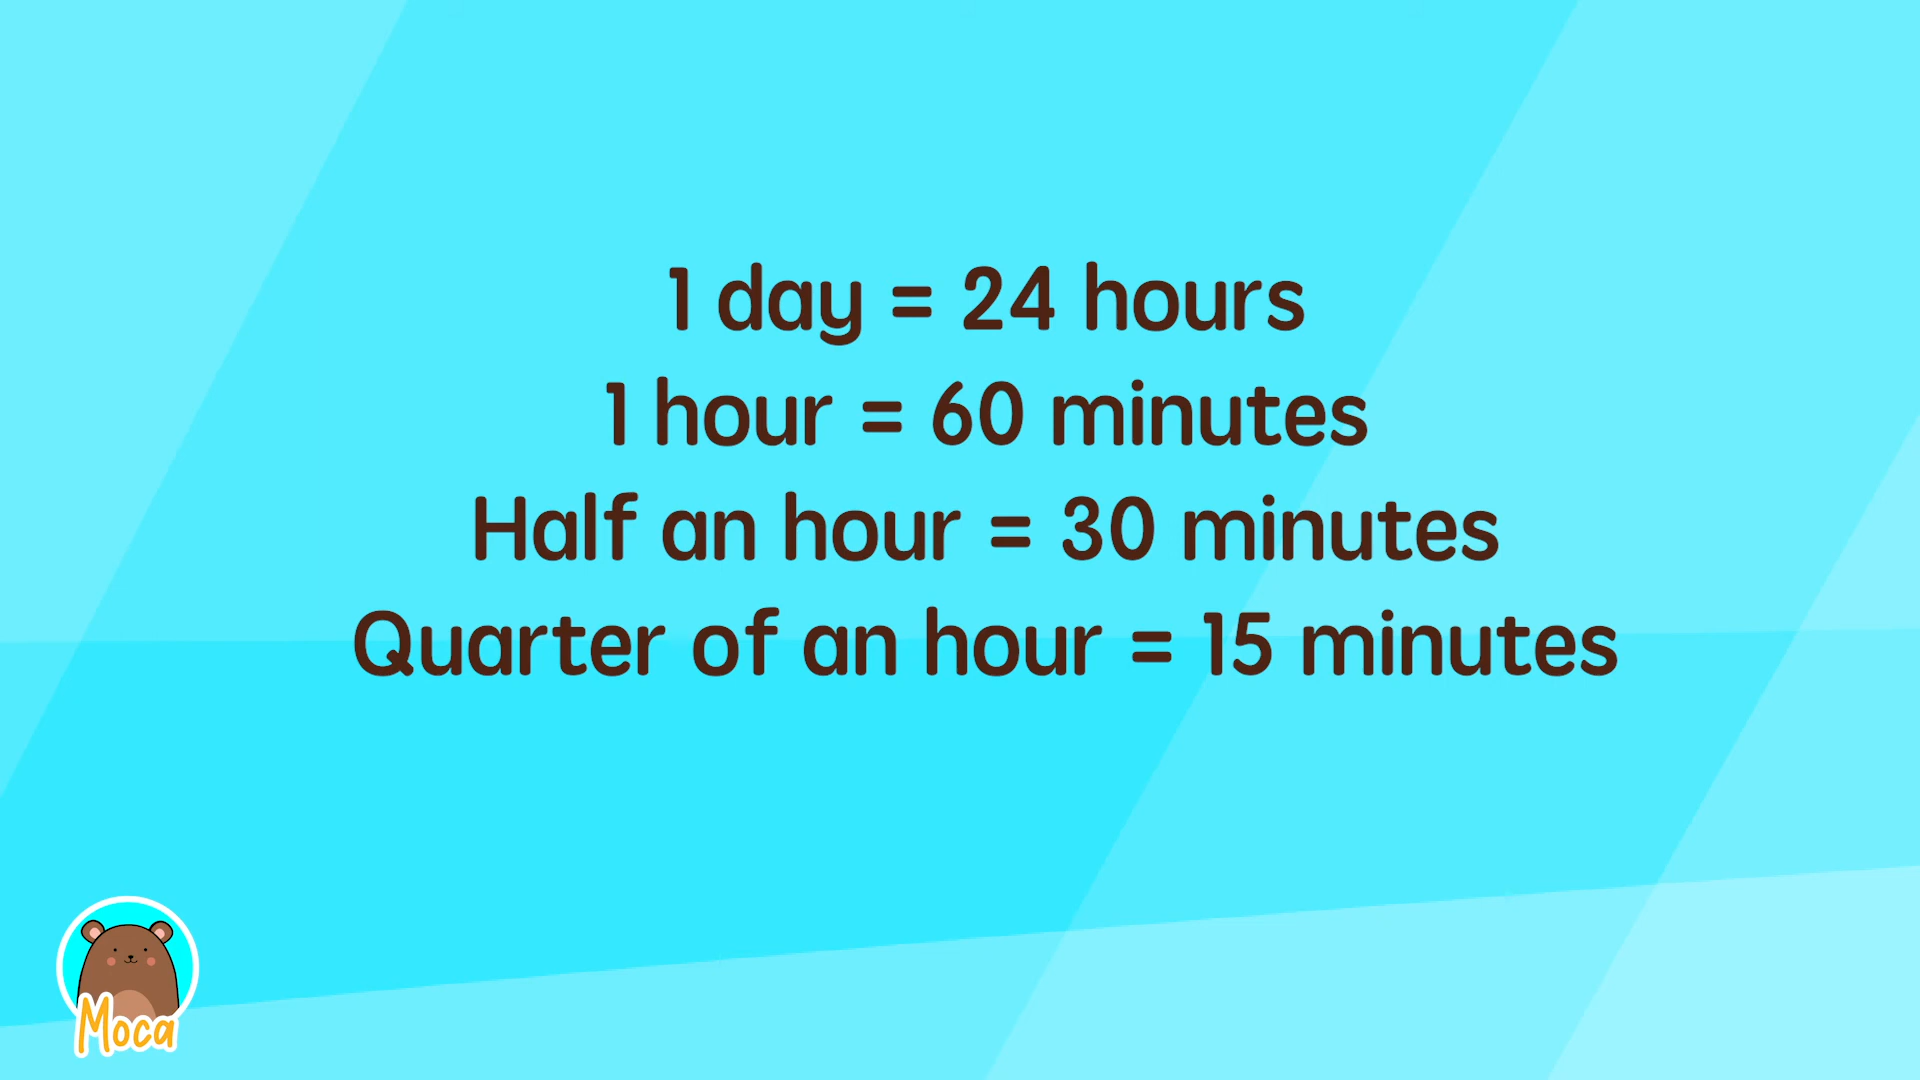 1 day = 24 hours
1 hour = 60 minutes
Half an hour = 30 minutes
Quarter of an hour = 15 minutes
Moca